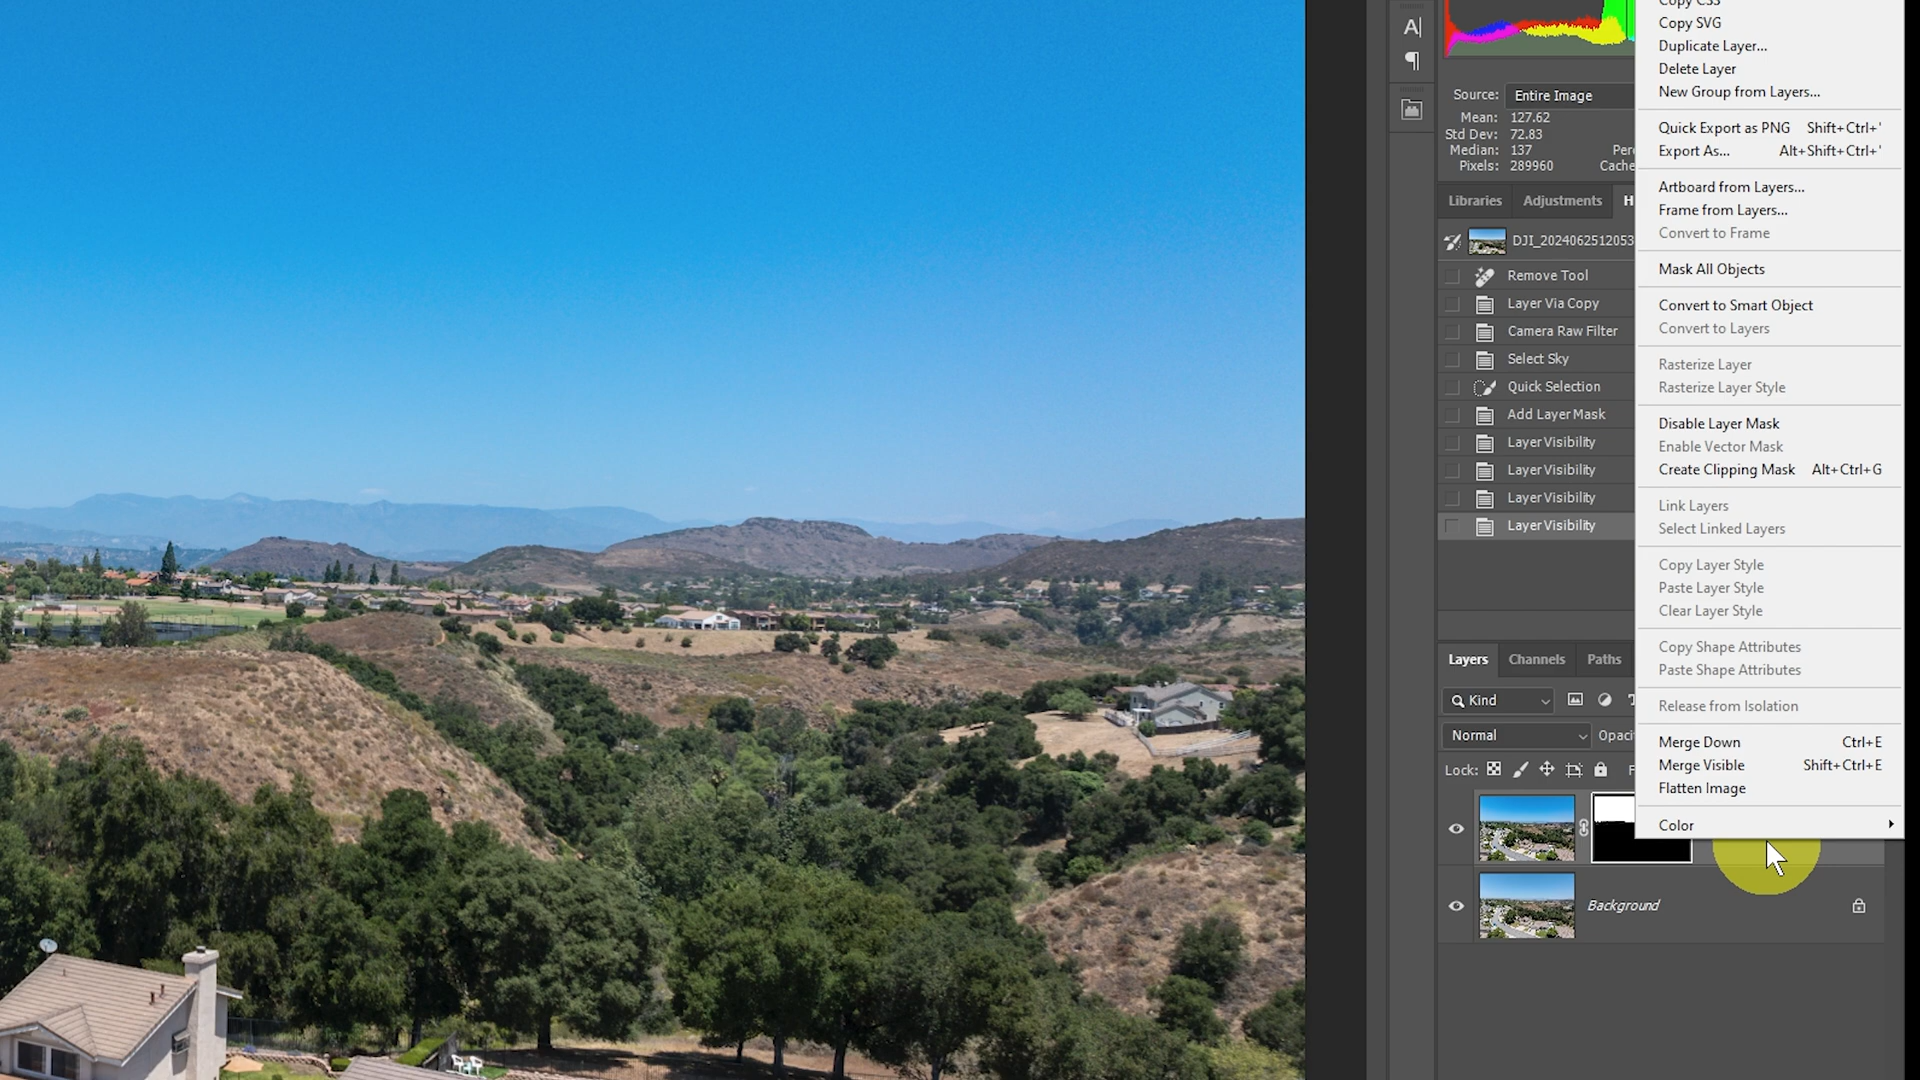 A|
Source: Entire Image
Mean: 127.62
Std Dev: 72.83
Median: 137
Pixels: 289960
Per
Cache
Libraries Adjustments H
DJI_2024062512053
Remove Tool
Layer Via Copy
Camera Raw Filter
Select Sky
Quick Selection
Add Layer Mask
Layer Visibility
Layer Visibility
Layer Visibility
Layer Visibility
Layers Channels Paths
Kind
Normal Opaci
Lock: F
Background
Copy CSS
Copy SVG
Duplicate Layer...
Delete Layer
New Group from Layers...
Quick Export as PNG Shift+Ctrl+'
Export As... Alt+Shift+Ctrl+'
Artboard from Layers...
Frame from Layers...
Convert to Frame
Mask All Objects
Convert to Smart Object
Convert to Layers
Rasterize Layer
Rasterize Layer Style
Disable Layer Mask
Enable Vector Mask
Create Clipping Mask Alt+Ctrl+G
Link Layers
Select Linked Layers
Copy Layer Style
Paste Layer Style
Clear Layer Style
Copy Shape Attributes
Paste Shape Attributes
Release from Isolation
Merge Down Ctrl+E
Merge Visible Shift+Ctrl+E
Flatten Image
Color